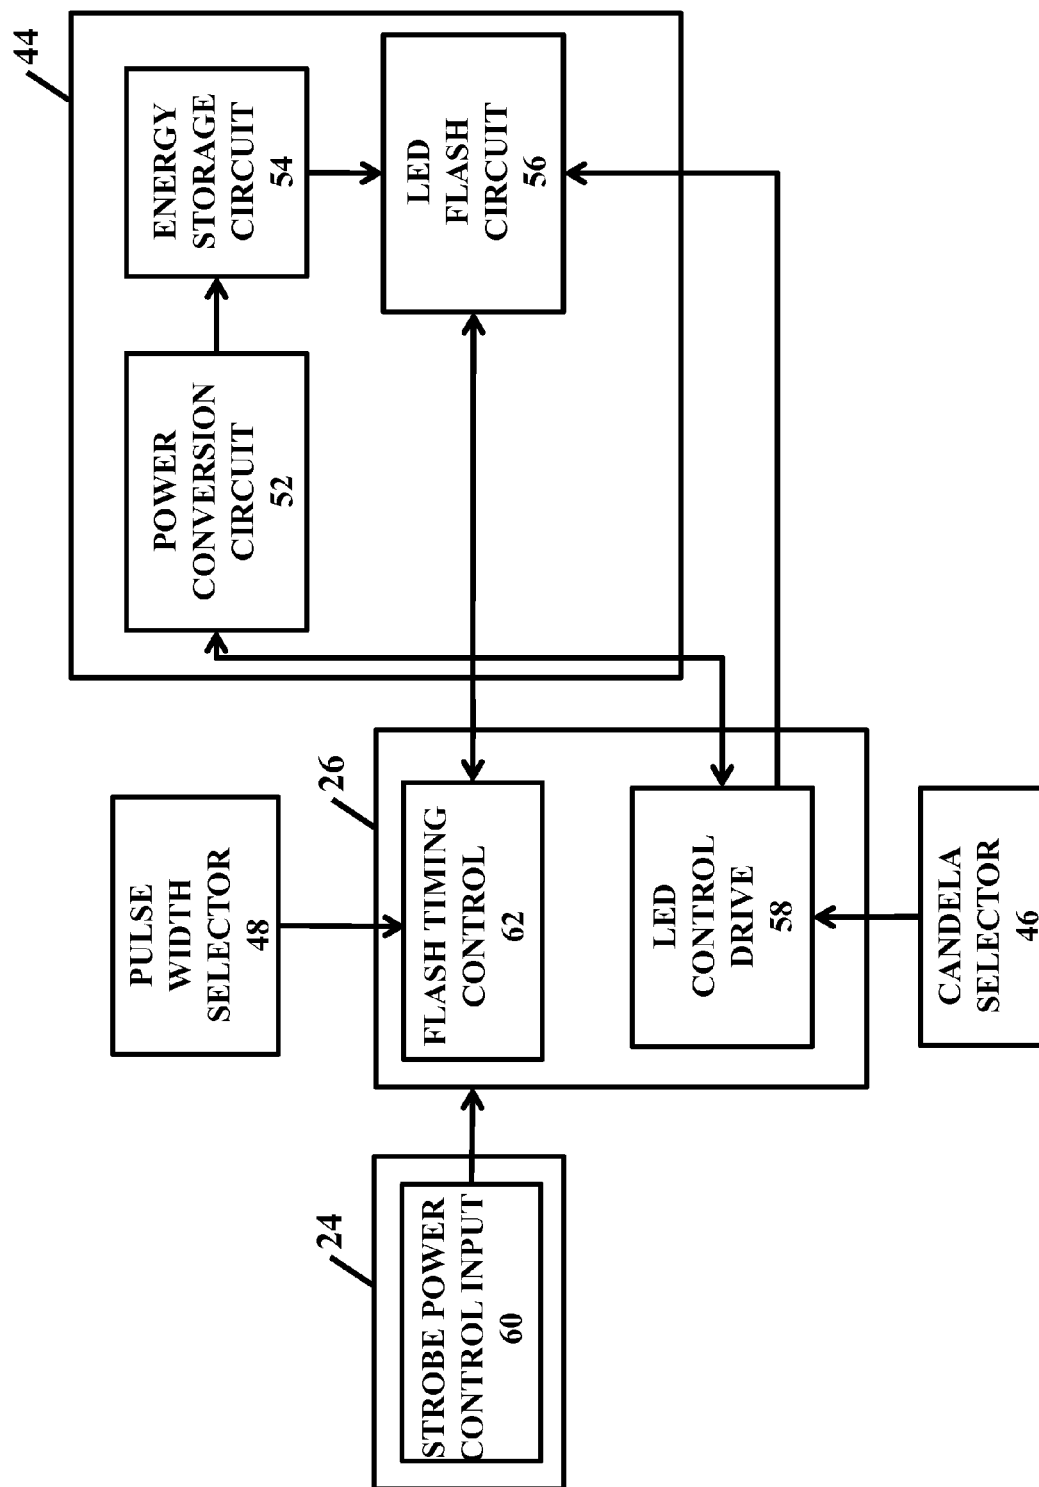 44
ENERGY
STORAGE
CIRCUIT
54
LED
FLASH
CIRCUIT
56
POWER
CONVERSION
CIRCUIT
52
PULSE
WIDTH
SELECTOR
48
26
FLASH TIMING
CONTROL
62
LED
CONTROL
DRIVE
58
CANDELA
SELECTOR
46
24
STROBE POWER
CONTROL INPUT
60